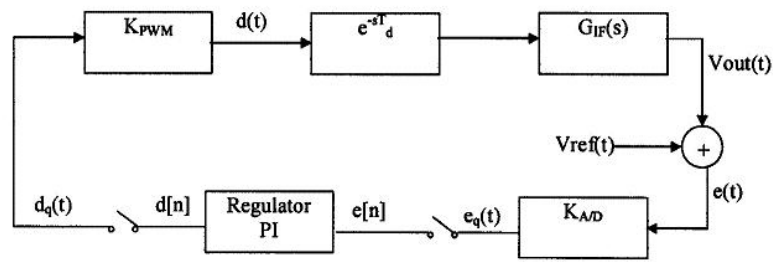 K_PWM
d(t)
e^-sT_d
G_IF(s)
Vout(t)
Vref(t)
+
e(t)
d_q(t)
d[n]
Regulator
PI
e[n]
e_q(t)
K_A/D